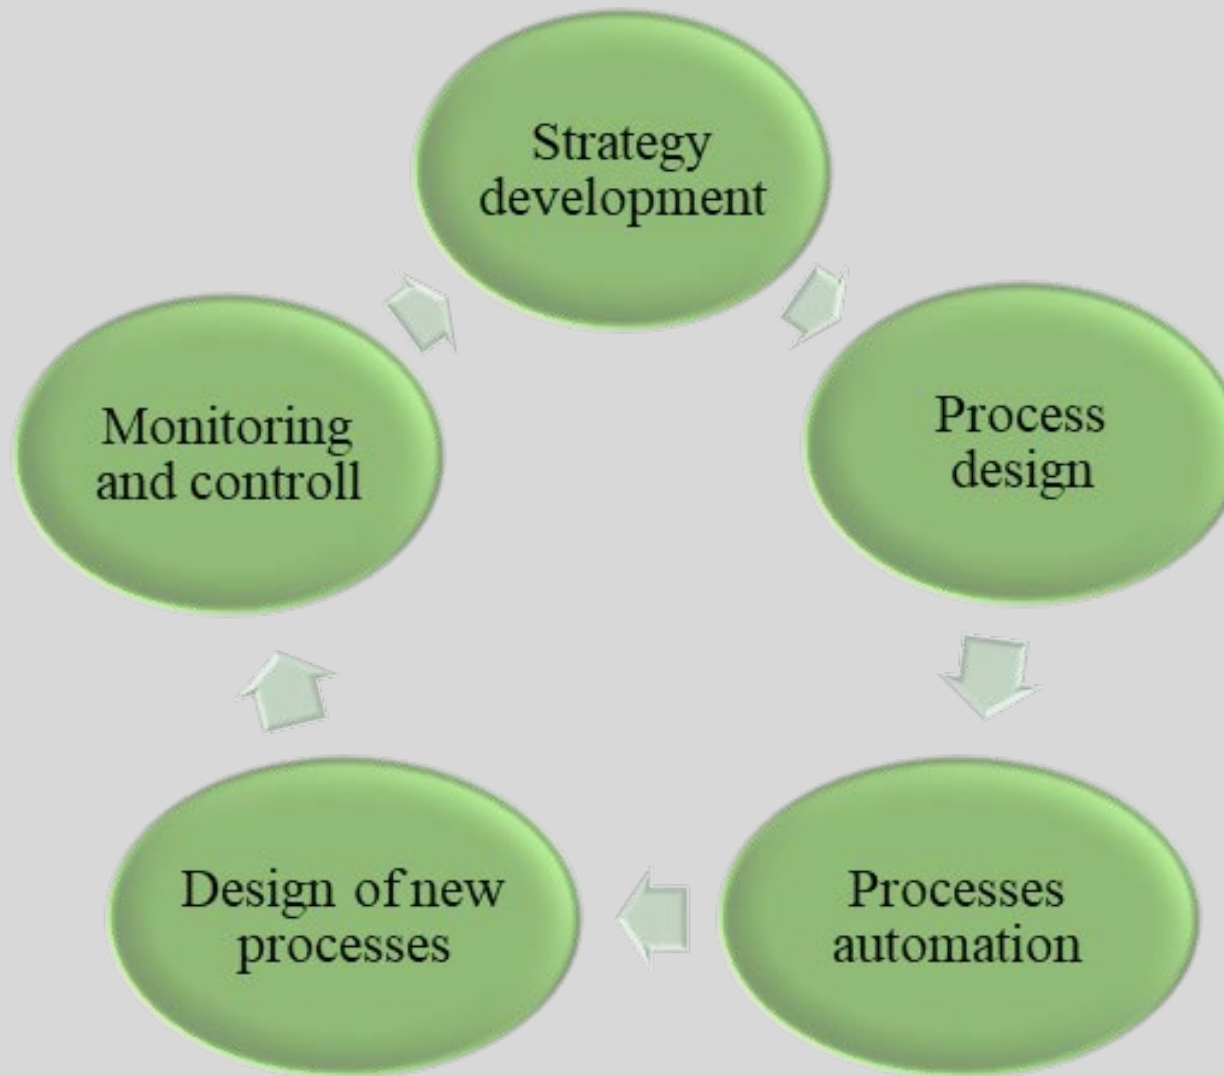 Strategy
development
Process
design
Processes
automation
Design of new
processes
Monitoring
and controll